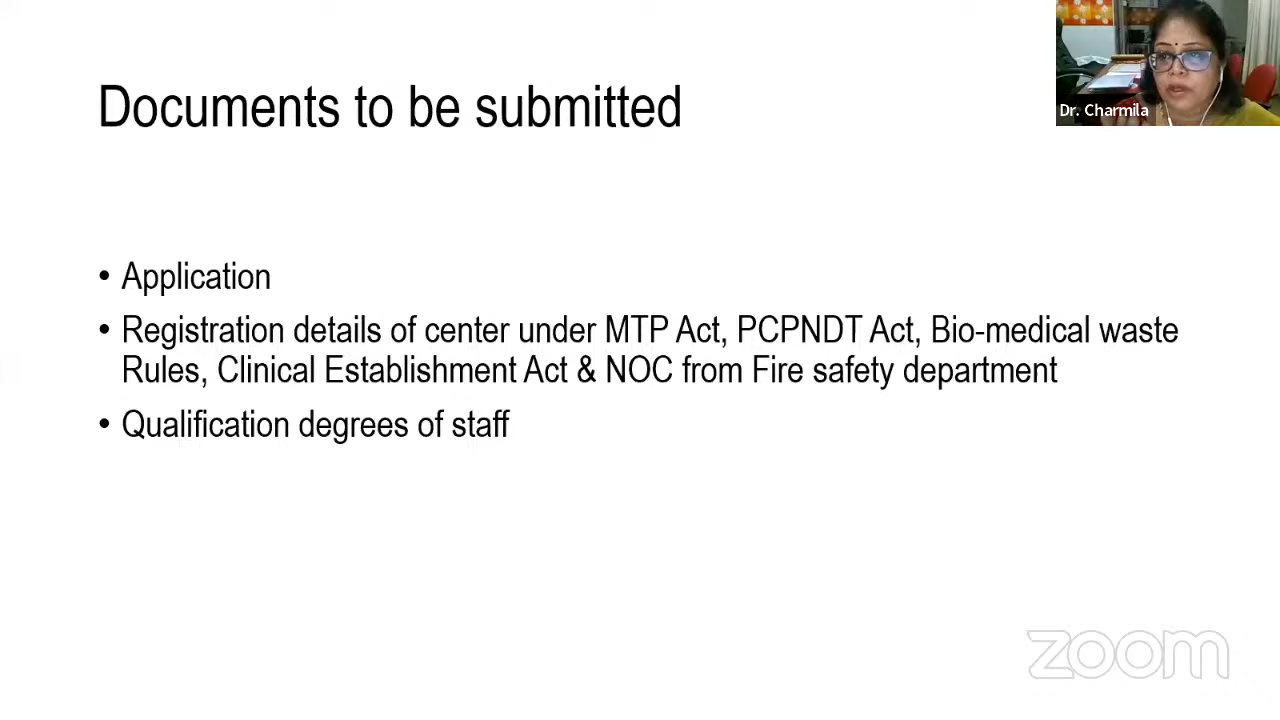 Documents to be submitted
Dr. Charmila
• Application
• Registration details of center under MTP Act, PCPNDT Act, Bio-medical waste
Rules, Clinical Establishment Act & NOC from Fire safety department
• Qualification degrees of staff
zoom